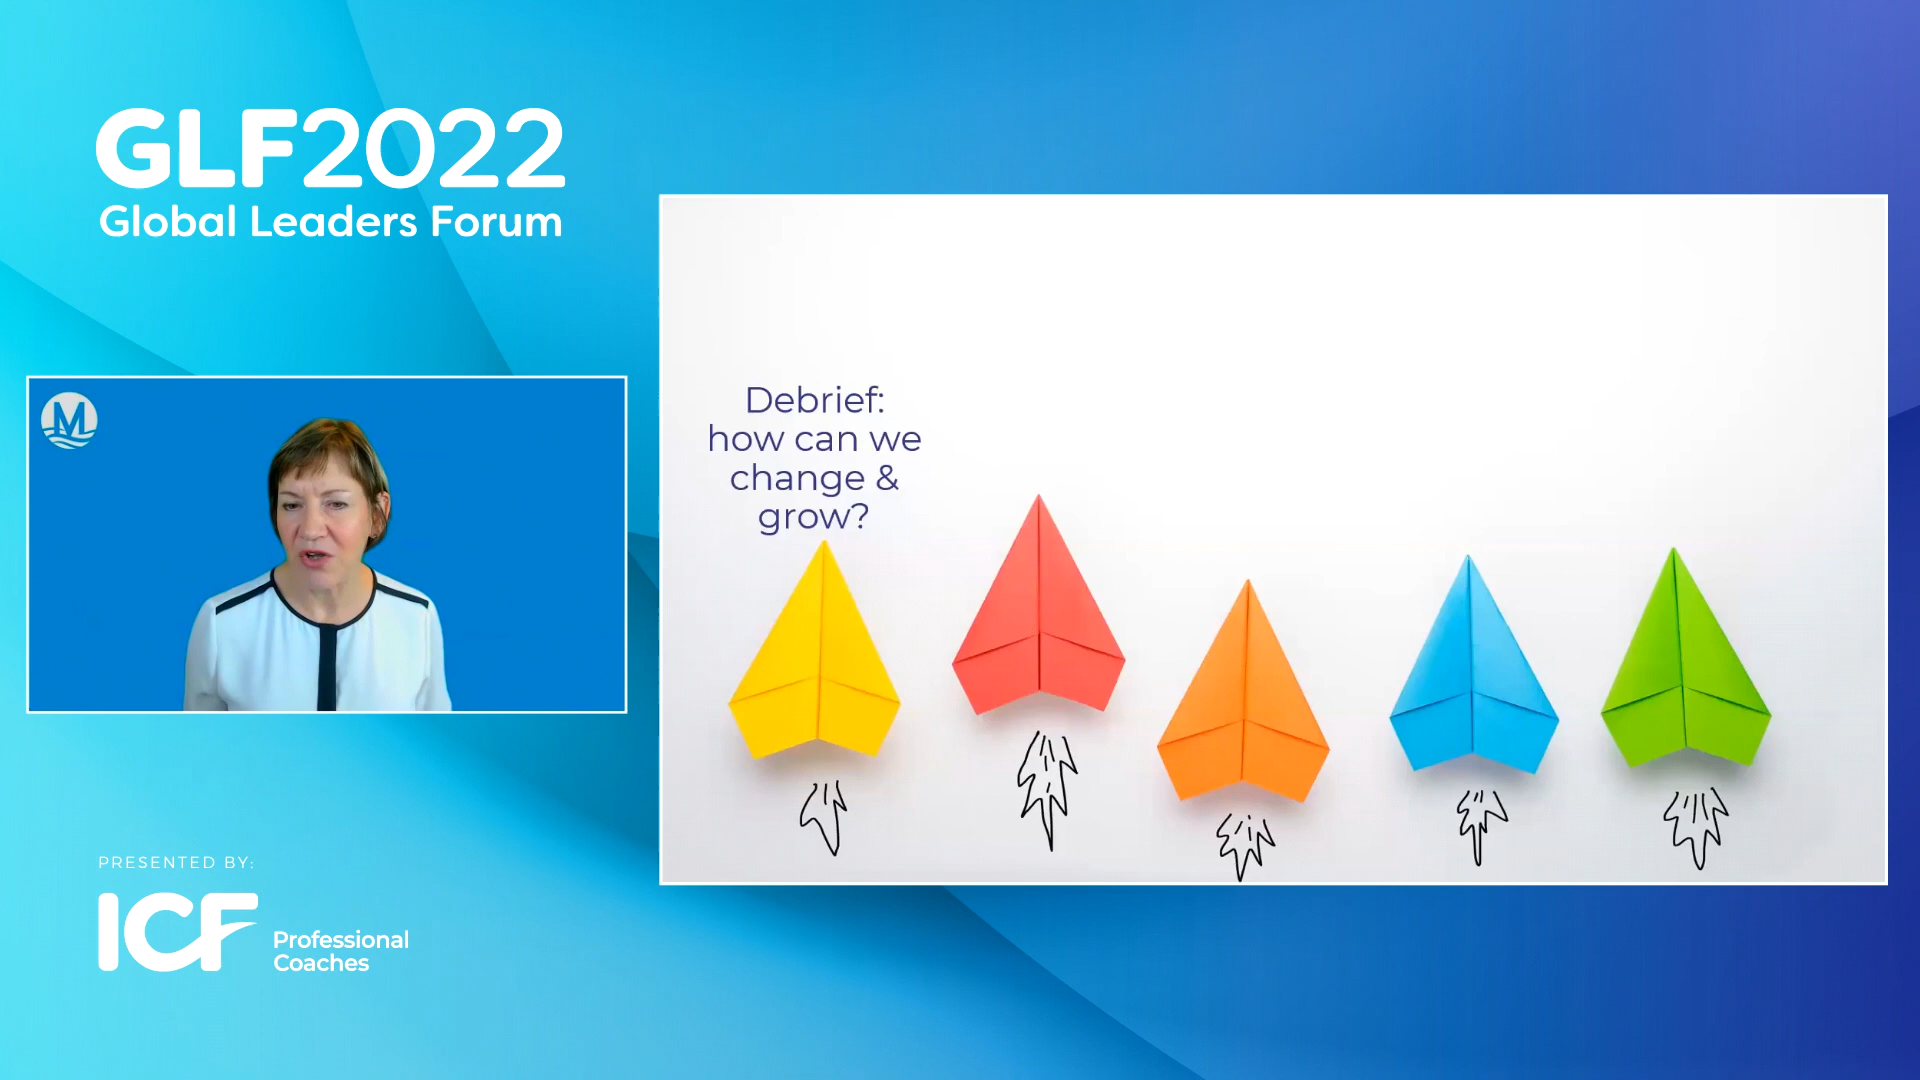 GLF2022
Global Leaders Forum
M
Debrief:
how can we
change &
grow?
PRESENTED BY:
ICF
Professional
Coaches